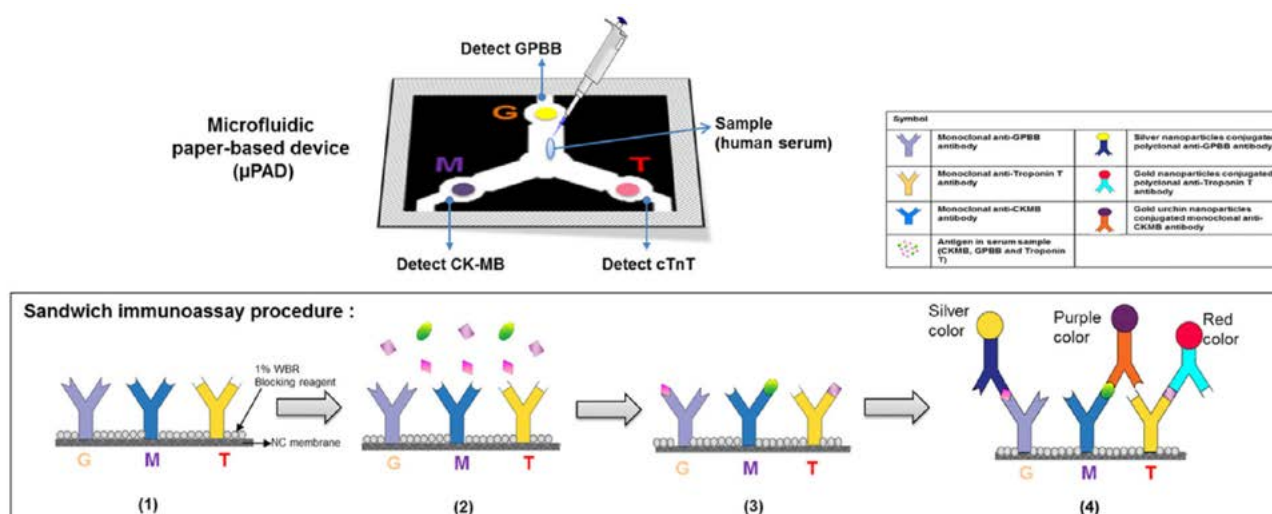 Detect GPBB
G
Microfluidic
paper-based device
(µPAD)
Sample
(human serum)
M
T
Detect CK-MB
Detect cTnT
Symbol
Monoclonal anti-GPBB
antibody
Silver nanoparticles conjugated
polyclonal anti-GPBB antibody
Monoclonal anti-Troponin T
antibody
Gold nanoparticles conjugated
polyclonal anti-Troponin T
antibody
Monoclonal anti-CKMB
antibody
Gold urchin nanoparticles
conjugated monoclonal anti-
CKMB antibody
Antigen in serum sample
(CKMB, GPBB and Troponin
T)
Sandwich immunoassay procedure :
1% WBR
Blocking reagent
NC membrane
G M T
(1)
G M T
(2)
G M T
(3)
Silver
color
Purple
color
Red
color
G M T
(4)